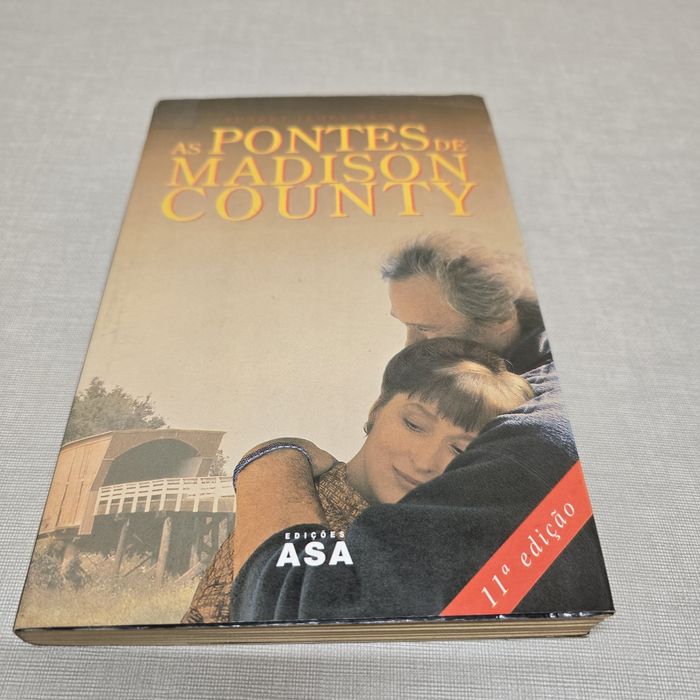 AS PONTES DE
MADISON
COUNTY
EDIÇÕES
ASA
11ª edição